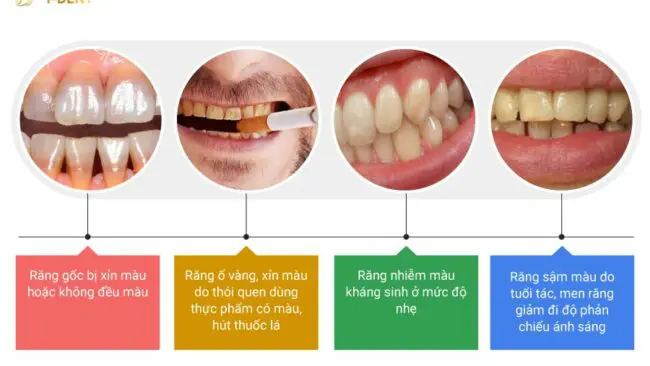 Răng gốc bị xỉn màu
hoặc không đều màu
Răng ố vàng, xỉn màu
do thói quen dùng
thực phẩm có màu,
hút thuốc lá
Răng nhiễm màu
kháng sinh ở mức độ
nhẹ
Răng sậm màu do
tuổi tác, men răng
giảm đi độ phản
chiếu ánh sáng